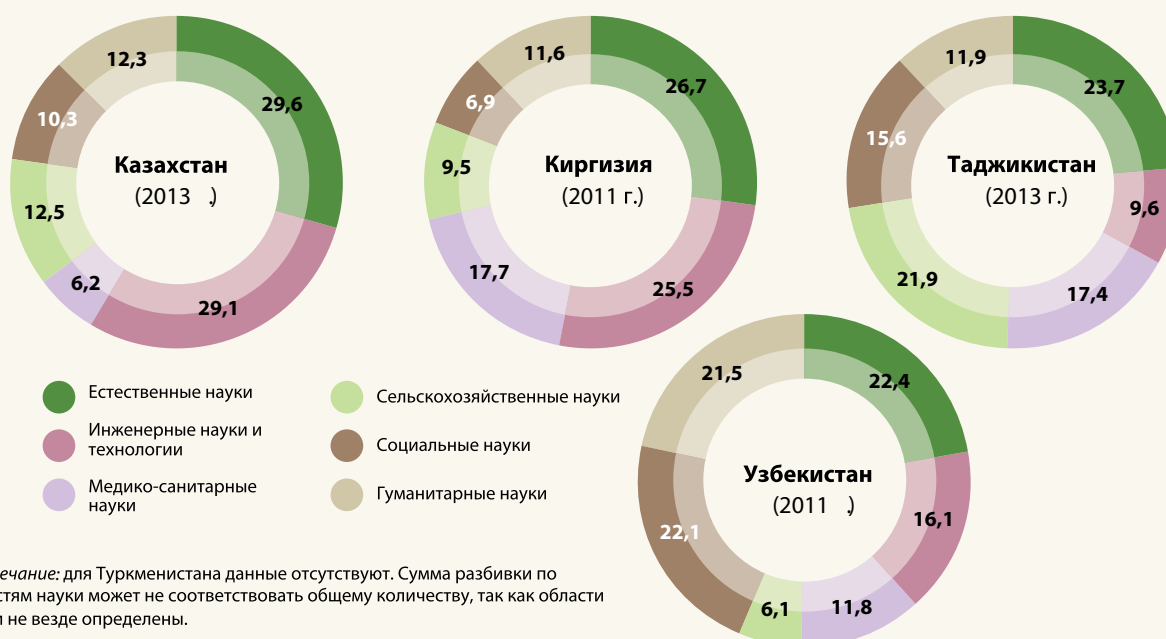 12,3
29,6
10,3
Казахстан
(2013 .)
12,5
6,2
29,1
11,6
26,7
6,9
9,5
Киргизия
(2011 г.)
17,7
25,5
11,9
23,7
15,6
Таджикистан
(2013 г.)
9,6
21,9
17,4
Естественные науки
Инженерные науки и
технологии
Медико-санитарные
науки
Сельскохозяйственные науки
Социальные науки
Гуманитарные науки
21,5
22,4
Узбекистан
(2011 .)
22,1
16,1
6,1
11,8
ечание: для Туркменистана данные отсутствуют. Сумма разбивки по
стям науки может не соответствовать общему количеству, так как области
и не везде определены.